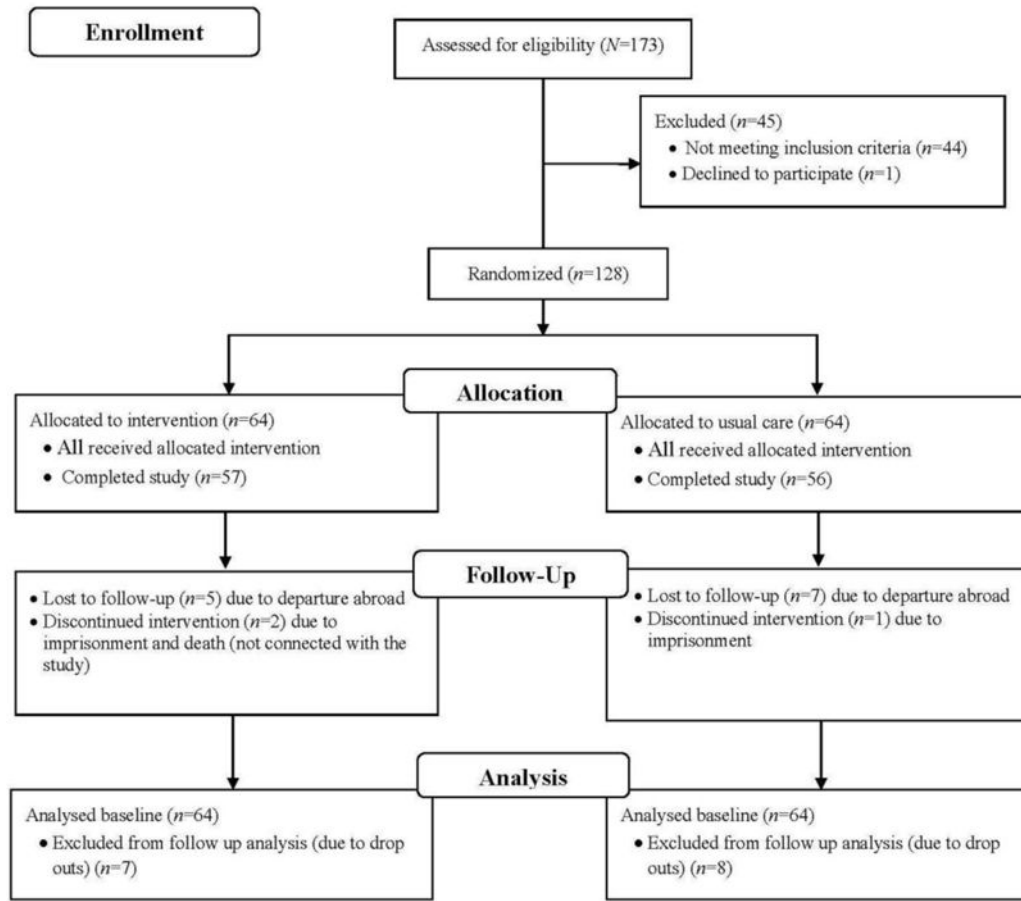 Enrollment
Assessed for eligibility (N=173)
Excluded (n=45)
• Not meeting inclusion criteria (n=44)
• Declined to participate (n=1)
Randomized (n=128)
Allocation
Allocated to intervention (n=64)
• All received allocated intervention
• Completed study (n=57)
Allocated to usual care (n=64)
• All received allocated intervention
• Completed study (n=56)
Follow-Up
• Lost to follow-up (n=5) due to departure abroad
• Discontinued intervention (n=2) due to
imprisonment and death (not connected with the
study)
• Lost to follow-up (n=7) due to departure abroad
• Discontinued intervention (n=1) due to
imprisonment
Analysis
Analysed baseline (n=64)
• Excluded from follow up analysis (due to drop
outs) (n=7)
Analysed baseline (n=64)
• Excluded from follow up analysis (due to drop
outs) (n=8)